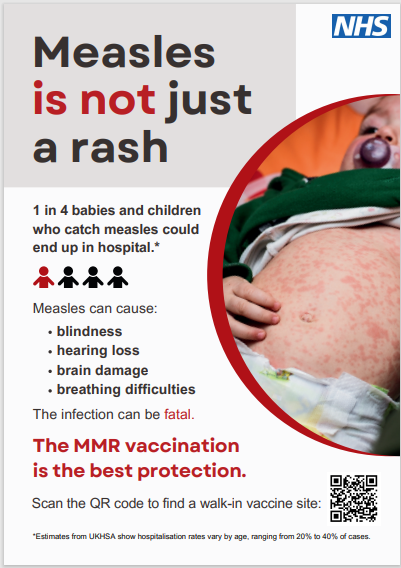 NHS
Measles
is not just
a rash
1 in 4 babies and children
who catch measles could
end up in hospital.*
Measles can cause:
• blindness
• hearing loss
• brain damage
• breathing difficulties
The infection can be fatal.
The MMR vaccination
is the best protection.
Scan the QR code to find a walk-in vaccine site:
*Estimates from UKHSA show hospitalisation rates vary by age, ranging from 20% to 40% of cases.